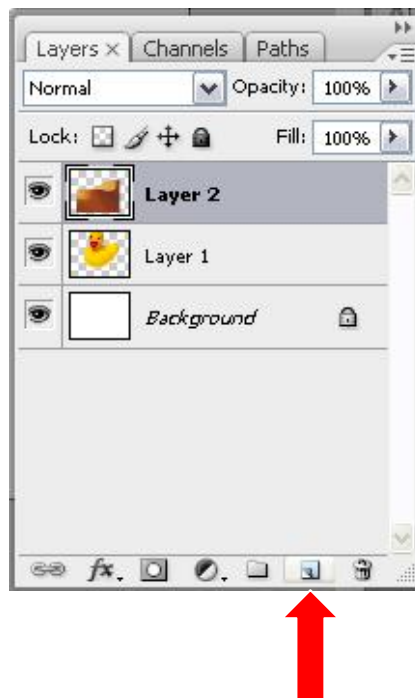 Layers × Channels Paths
Normal Opacity: 100%
Lock: Fill: 100%
Layer 2
Layer 1
Background
fx.